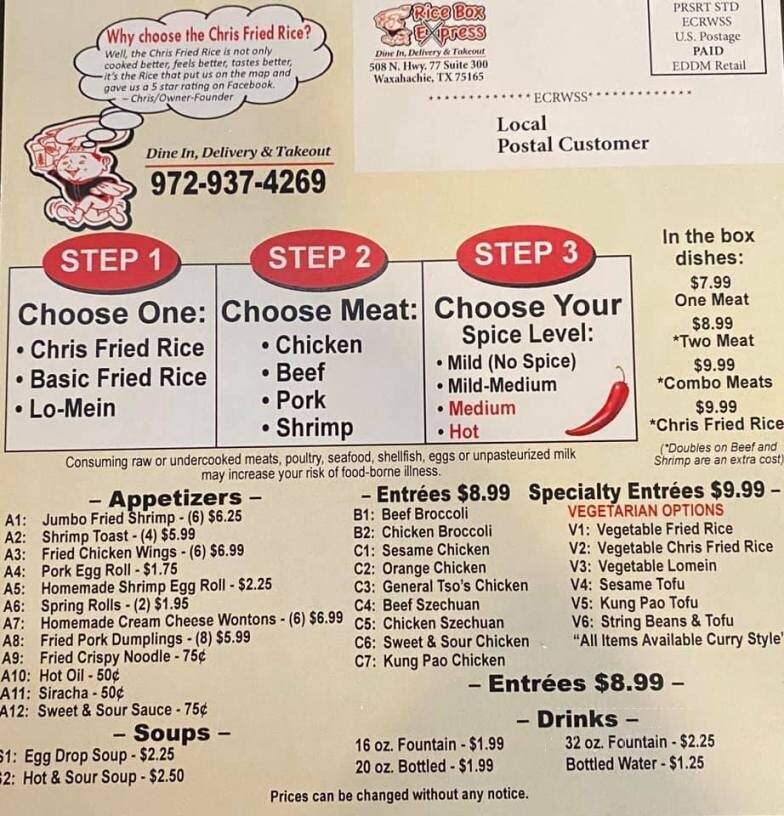 Why choose the Chris Fried Rice?
Well, the Chris Fried Rice is not only
cooked better, feels better, tastes better,
it's the Rice that put us on the map and
gave us a 5 star rating on Facebook.
– Chris/Owner-Founder
Dine In, Delivery & Takeout
972-937-4269
Rice Box
Express
Dine In, Delivery & Takeout
508 N. Hwy. 77 Suite 300
Waxahachie, TX 75165
PRSRT STD
ECRWSS
U.S. Postage
PAID
EDDM Retail
************* ECRWSS*************
Local
Postal Customer
STEP 1
Choose One:
• Chris Fried Rice
• Basic Fried Rice
• Lo-Mein
STEP 2
Choose Meat:
• Chicken
• Beef
• Pork
• Shrimp
STEP 3
Choose Your
Spice Level:
• Mild (No Spice)
• Mild-Medium
• Medium
• Hot
In the box
dishes:
$7.99
One Meat
$8.99
*Two Meat
$9.99
*Combo Meats
$9.99
*Chris Fried Rice
(*Doubles on Beef and
Shrimp are an extra cost)
Consuming raw or undercooked meats, poultry, seafood, shellfish, eggs or unpasteurized milk
may increase your risk of food-borne illness.
– Appetizers –
A1: Jumbo Fried Shrimp - (6) $6.25
A2: Shrimp Toast - (4) $5.99
A3: Fried Chicken Wings - (6) $6.99
A4: Pork Egg Roll - $1.75
A5: Homemade Shrimp Egg Roll - $2.25
A6: Spring Rolls - (2) $1.95
A7: Homemade Cream Cheese Wontons - (6) $6.99
A8: Fried Pork Dumplings - (8) $5.99
A9: Fried Crispy Noodle - 75¢
A10: Hot Oil - 50¢
A11: Siracha - 50¢
A12: Sweet & Sour Sauce - 75¢
– Soups –
S1: Egg Drop Soup - $2.25
S2: Hot & Sour Soup - $2.50
– Entrées $8.99
B1: Beef Broccoli
B2: Chicken Broccoli
C1: Sesame Chicken
C2: Orange Chicken
C3: General Tso's Chicken
C4: Beef Szechuan
C5: Chicken Szechuan
C6: Sweet & Sour Chicken
C7: Kung Pao Chicken
Specialty Entrées $9.99 –
VEGETARIAN OPTIONS
V1: Vegetable Fried Rice
V2: Vegetable Chris Fried Rice
V3: Vegetable Lomein
V4: Sesame Tofu
V5: Kung Pao Tofu
V6: String Beans & Tofu
"All Items Available Curry Style"
– Entrées $8.99 –
– Drinks –
16 oz. Fountain - $1.99
20 oz. Bottled - $1.99
32 oz. Fountain - $2.25
Bottled Water - $1.25
Prices can be changed without any notice.